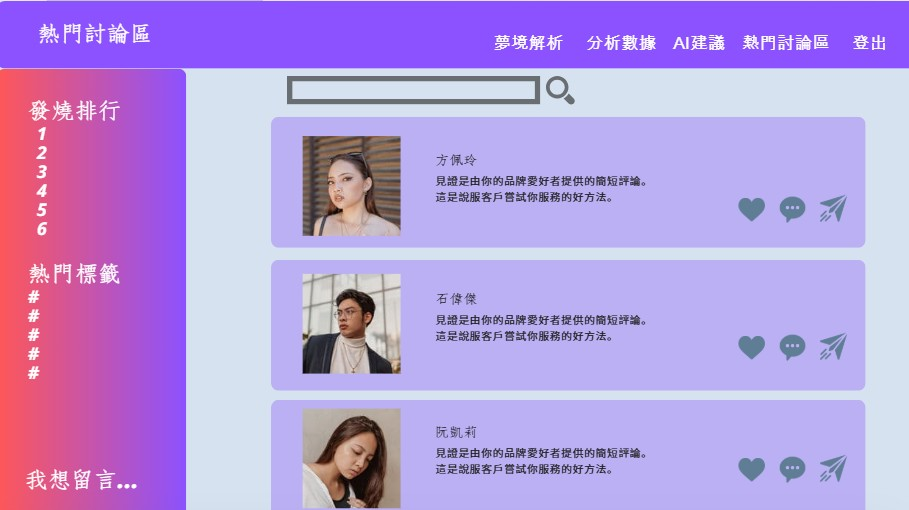 熱門討論區
夢境解析 分析數據 AI建議 熱門討論區 登出
發燒排行
1
2
3
4
5
6
熱門標籤
#
#
#
#
#
我想留言...
方佩玲
見證是由你的品牌愛好者提供的簡短評論。
這是說服客戶嘗試你服務的好方法。
石偉傑
見證是由你的品牌愛好者提供的簡短評論。
這是說服客戶嘗試你服務的好方法。
阮凱莉
見證是由你的品牌愛好者提供的簡短評論。
這是說服客戶嘗試你服務的好方法。